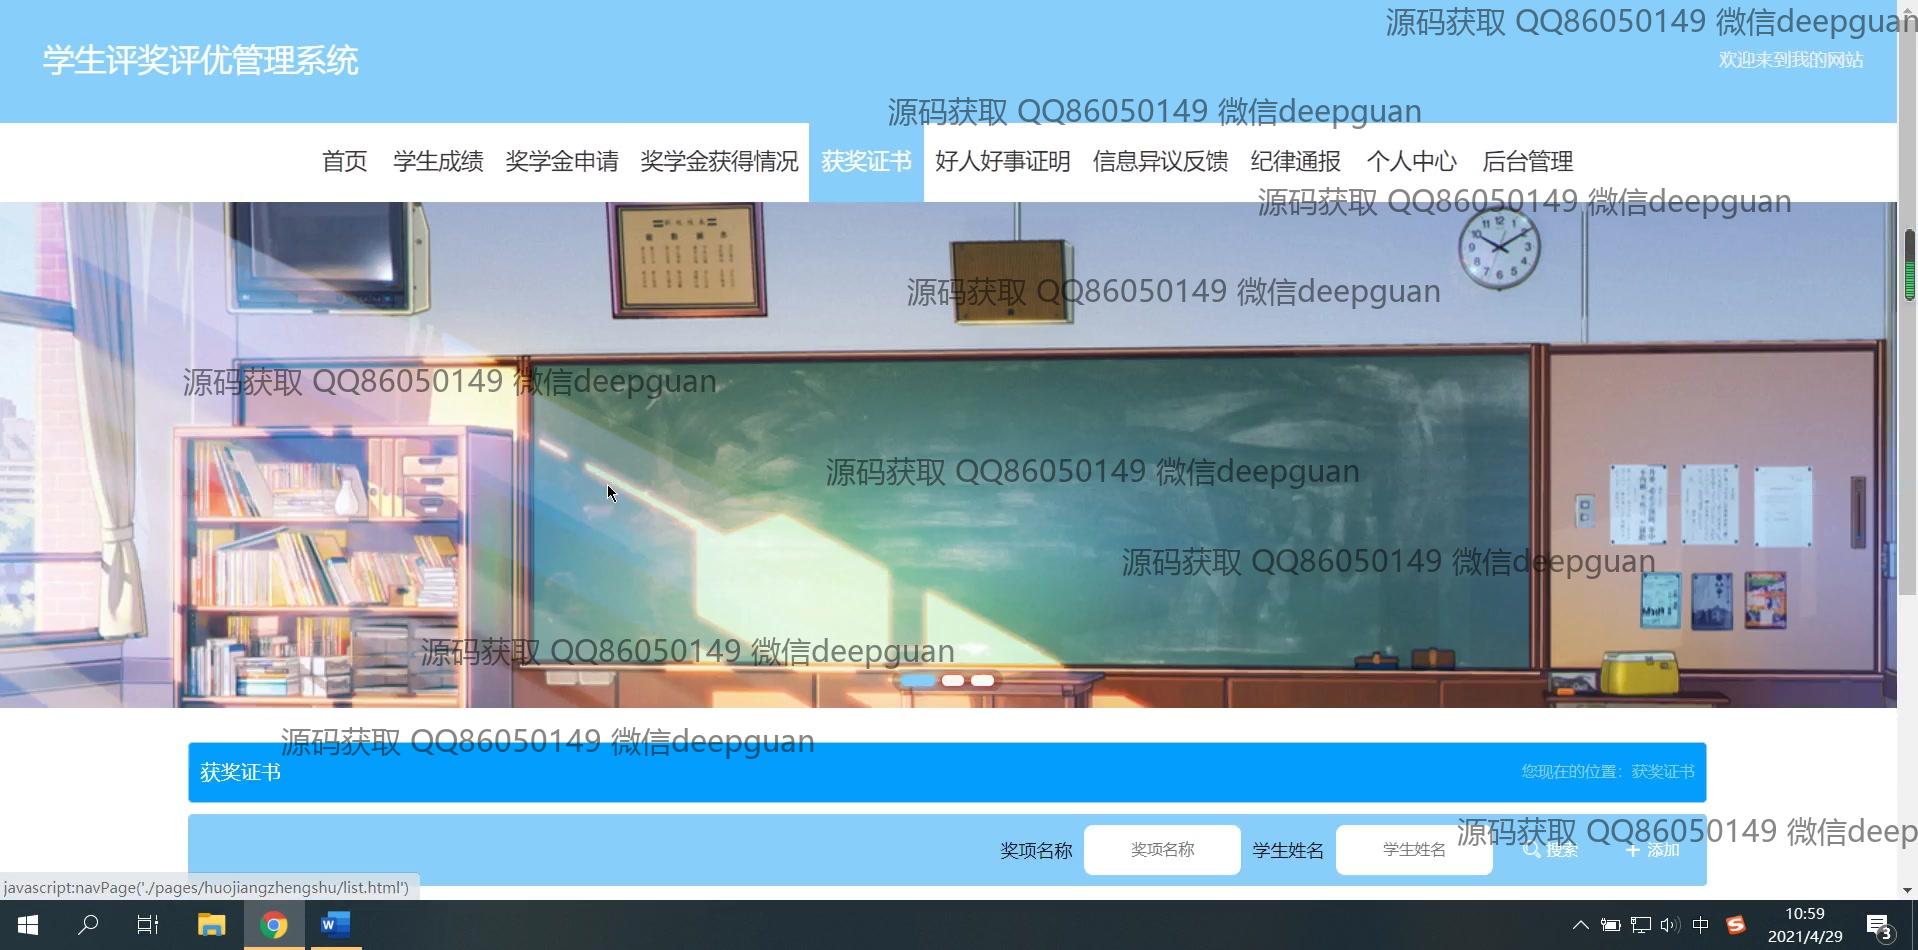 源码获取 QQ86050149 微信deepguan
学生评奖评优管理系统
欢迎来到我的网站
源码获取 QQ86050149 微信deepguan
首页 学生成绩 奖学金申请 奖学金获得情况 获奖证书 好人好事证明 信息异议反馈 纪律通报 个人中心 后台管理
源码获取 QQ86050149 微信deepguan
源码获取 QQ86050149 微信deepguan
源码获取 QQ86050149 微信deepguan
源码获取 QQ86050149 微信deepguan
源码获取 QQ86050149 微信deepguan
源码获取 QQ86050149 微信deepguan
源码获取 QQ86050149 微信deepguan
获奖证书 您现在的位置：获奖证书
源码获取 QQ86050149 微信deep
奖项名称 奖项名称 学生姓名 学生姓名 搜索 添加
javascript:navPage('./pages/huojiangzhengshu/list.html')
中
10:59
2021/4/29
3